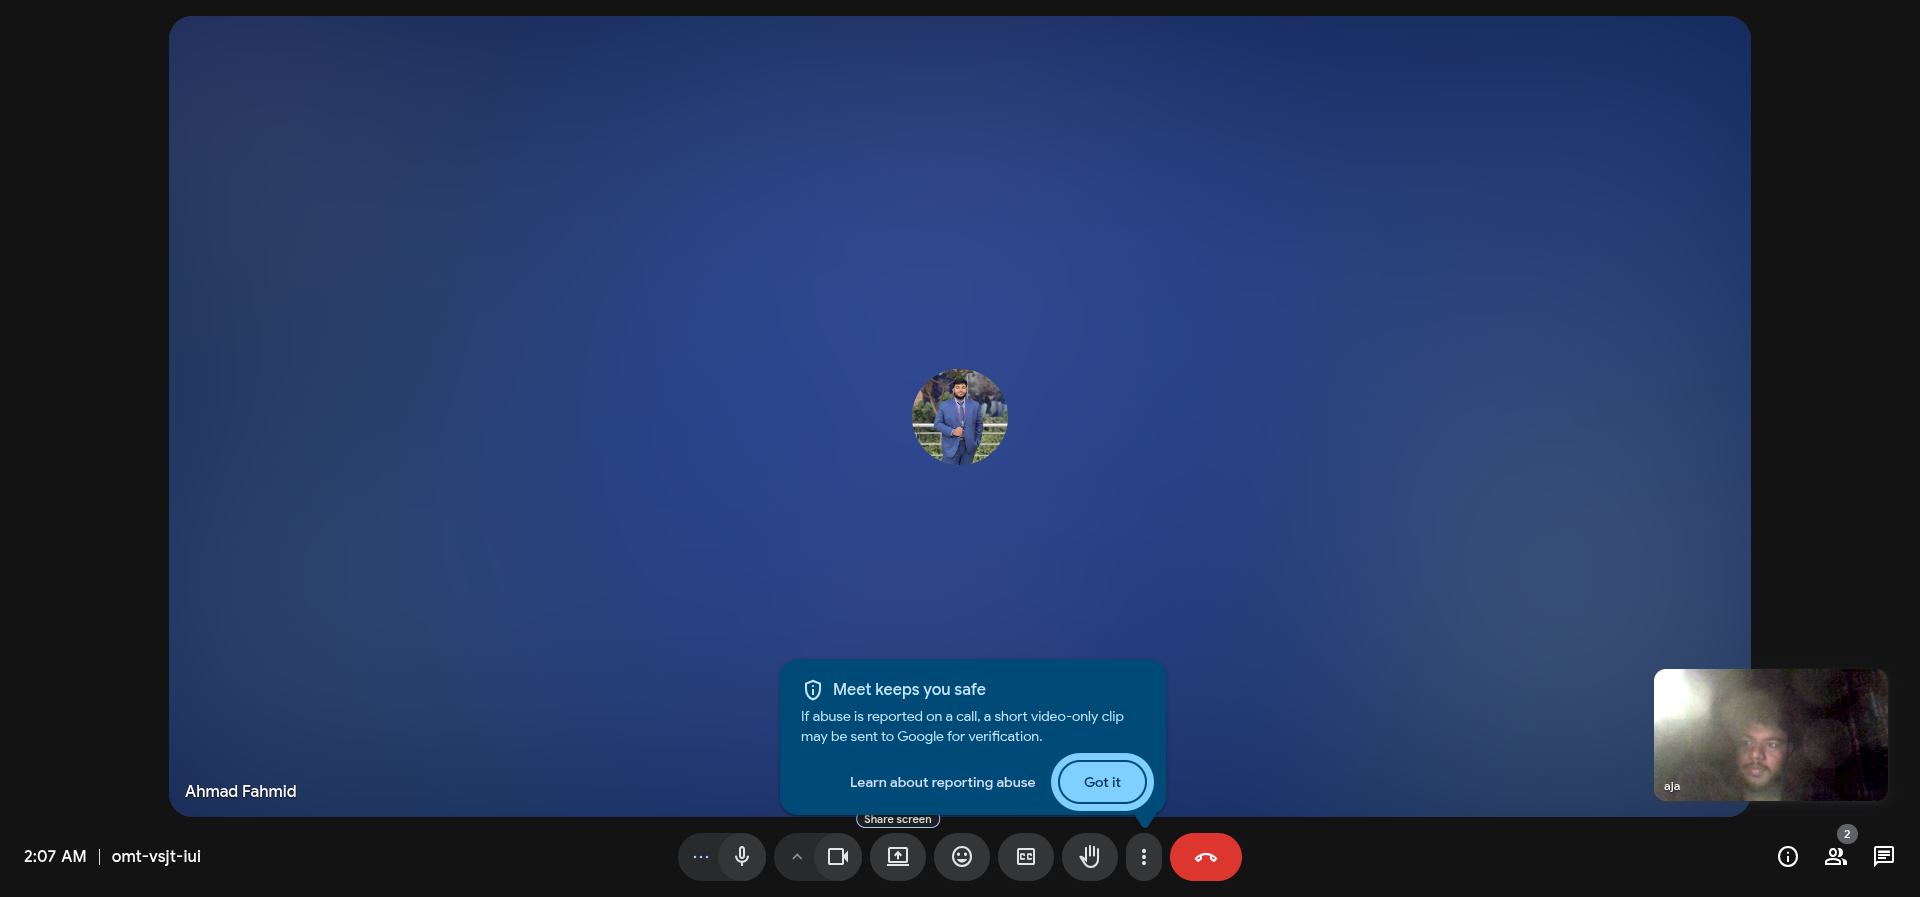 Meet keeps you safe
If abuse is reported on a call, a short video-only clip
may be sent to Google for verification.
Learn about reporting abuse
Got it
Ahmad Fahmid
aja
Share screen
2
2:07 AM
omt-vsjt-iui
CC